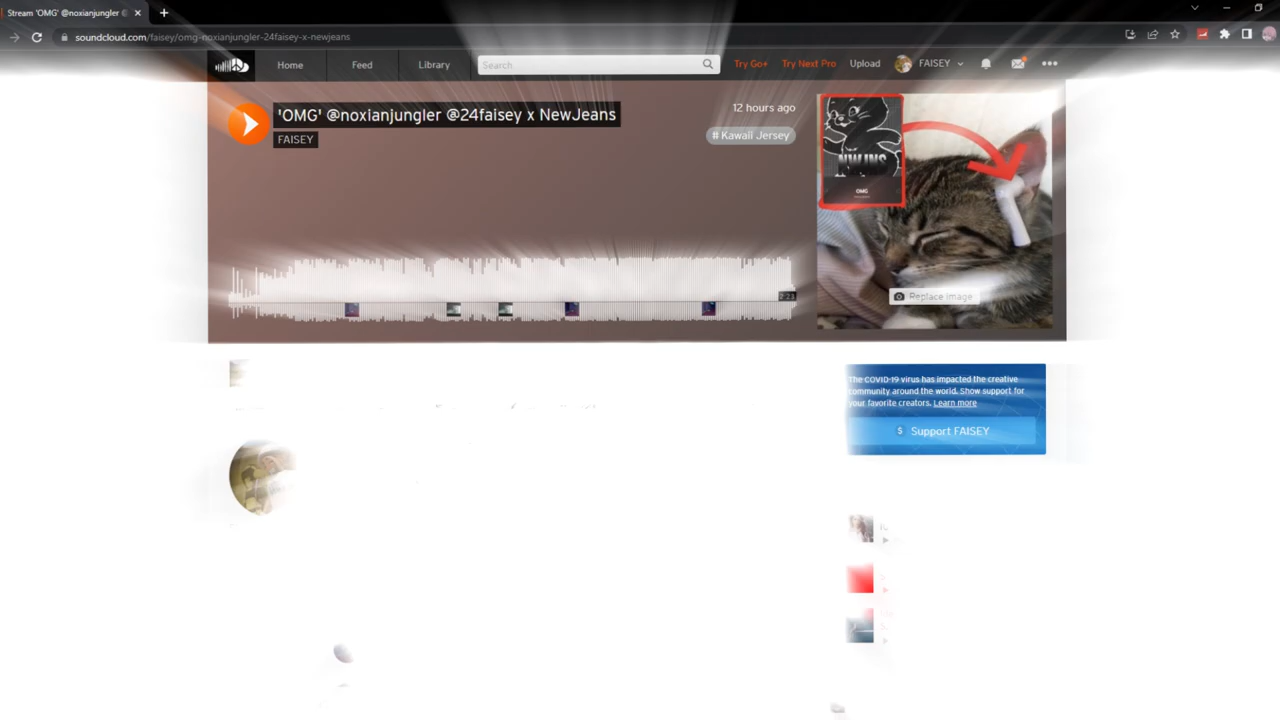 Stream 'OMG' @noxianjungler
soundcloud.com/faisey/omg-noxianjungler-24faisey-x-newjeans
Home
Feed
Library
Search
Try Go+
Try Next Pro
Upload
FAISEY
'OMG' @noxianjungler @24faisey x NewJeans
FAISEY
12 hours ago
# Kawaii Jersey
NWJNS
OMG
Replace image
The COVID-19 virus has impacted the creative
community around the world. Show support for
your favorite creators. Learn more
$ Support FAISEY